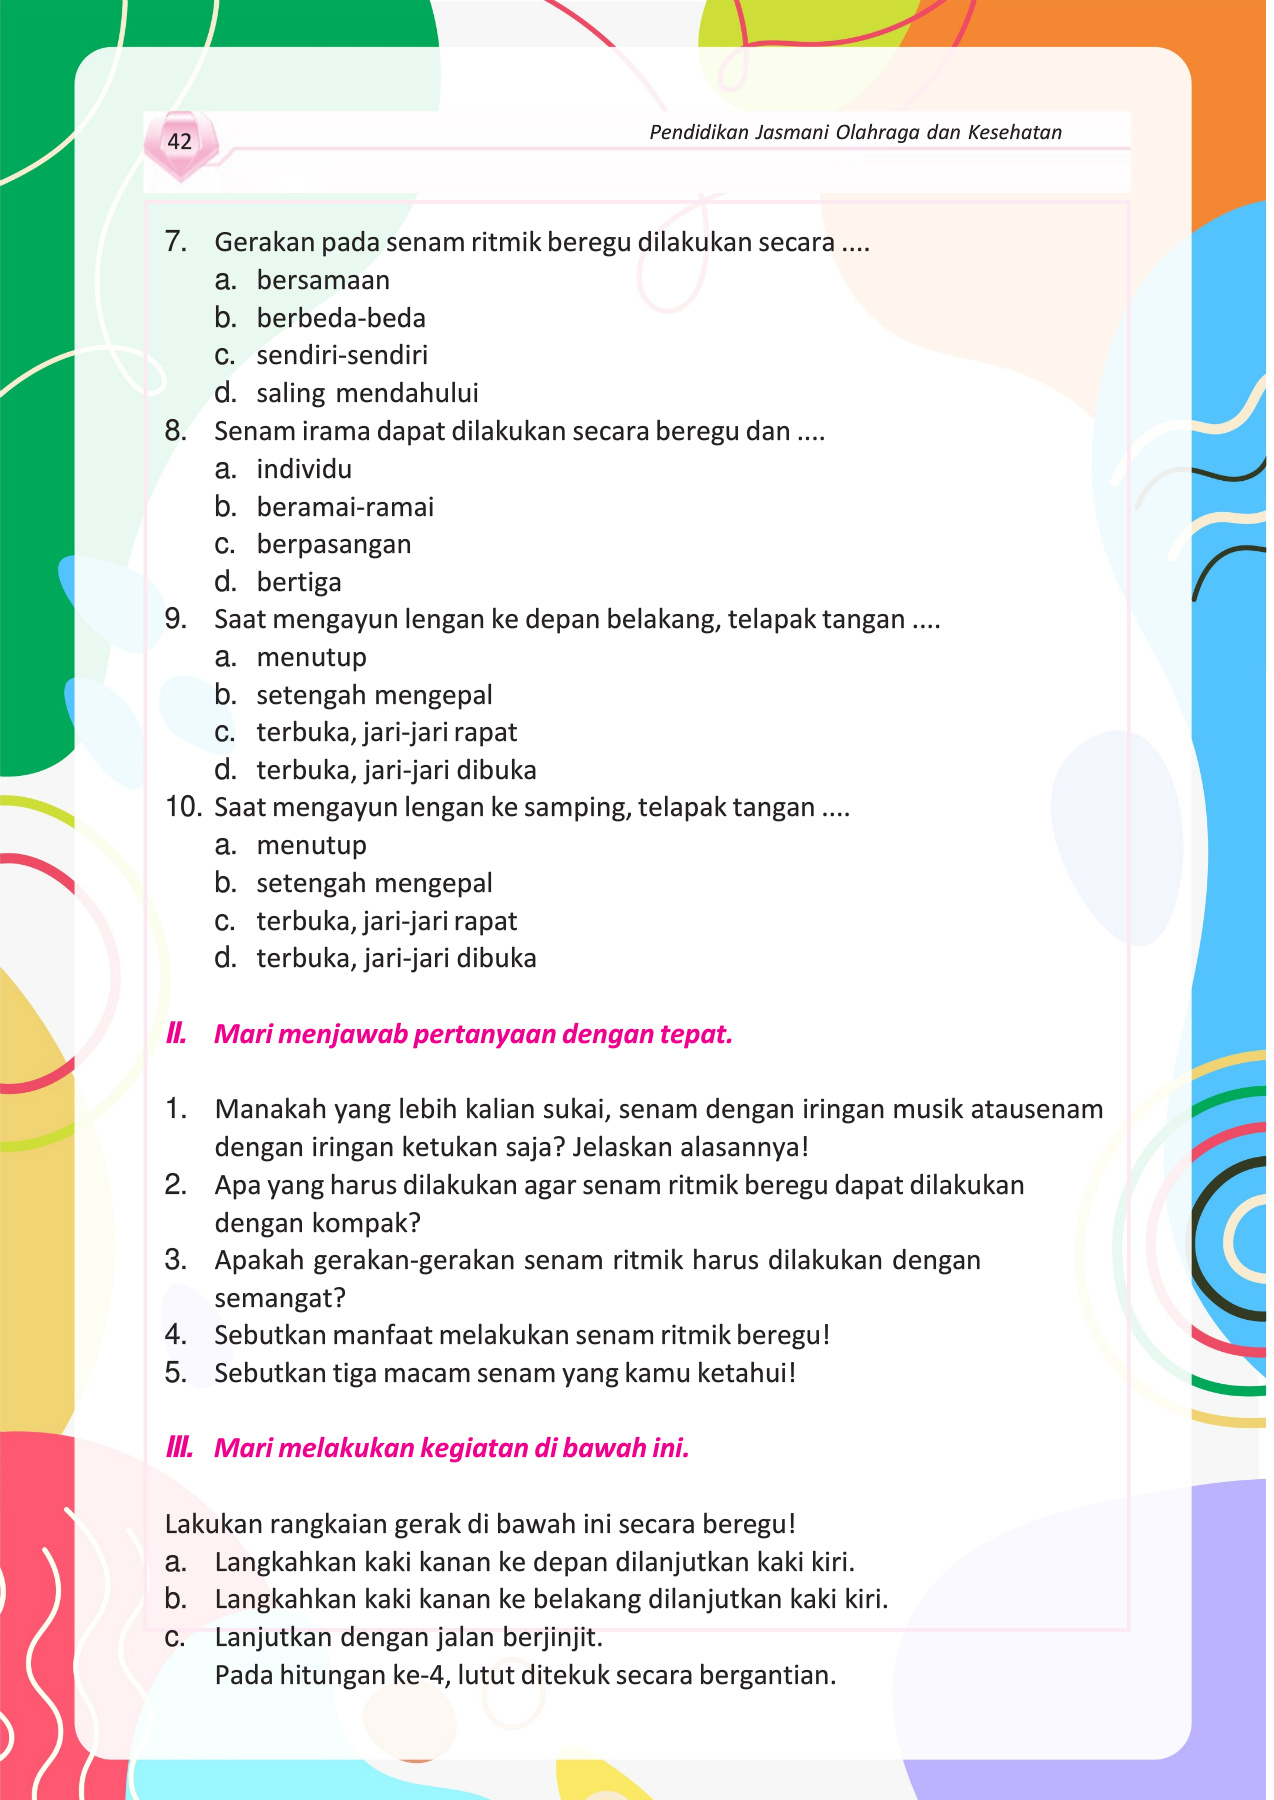 42
Pendidikan Jasmani Olahraga dan Kesehatan
7. Gerakan pada senam ritmik beregu dilakukan secara ....
a. bersamaan
b. berbeda-beda
c. sendiri-sendiri
d. saling mendahului
8. Senam irama dapat dilakukan secara beregu dan ....
a. individu
b. beramai-ramai
c. berpasangan
d. bertiga
9. Saat mengayun lengan ke depan belakang, telapak tangan ....
a. menutup
b. setengah mengepal
c. terbuka, jari-jari rapat
d. terbuka, jari-jari dibuka
10. Saat mengayun lengan ke samping, telapak tangan ....
a. menutup
b. setengah mengepal
c. terbuka, jari-jari rapat
d. terbuka, jari-jari dibuka
II. Mari menjawab pertanyaan dengan tepat.
1. Manakah yang lebih kalian sukai, senam dengan iringan musik atausenam
dengan iringan ketukan saja? Jelaskan alasannya!
2. Apa yang harus dilakukan agar senam ritmik beregu dapat dilakukan
dengan kompak?
3. Apakah gerakan-gerakan senam ritmik harus dilakukan dengan
semangat?
4. Sebutkan manfaat melakukan senam ritmik beregu!
5. Sebutkan tiga macam senam yang kamu ketahui!
III. Mari melakukan kegiatan di bawah ini.
Lakukan rangkaian gerak di bawah ini secara beregu!
a. Langkahkan kaki kanan ke depan dilanjutkan kaki kiri.
b. Langkahkan kaki kanan ke belakang dilanjutkan kaki kiri.
c. Lanjutkan dengan jalan berjinjit.
Pada hitungan ke-4, lutut ditekuk secara bergantian.